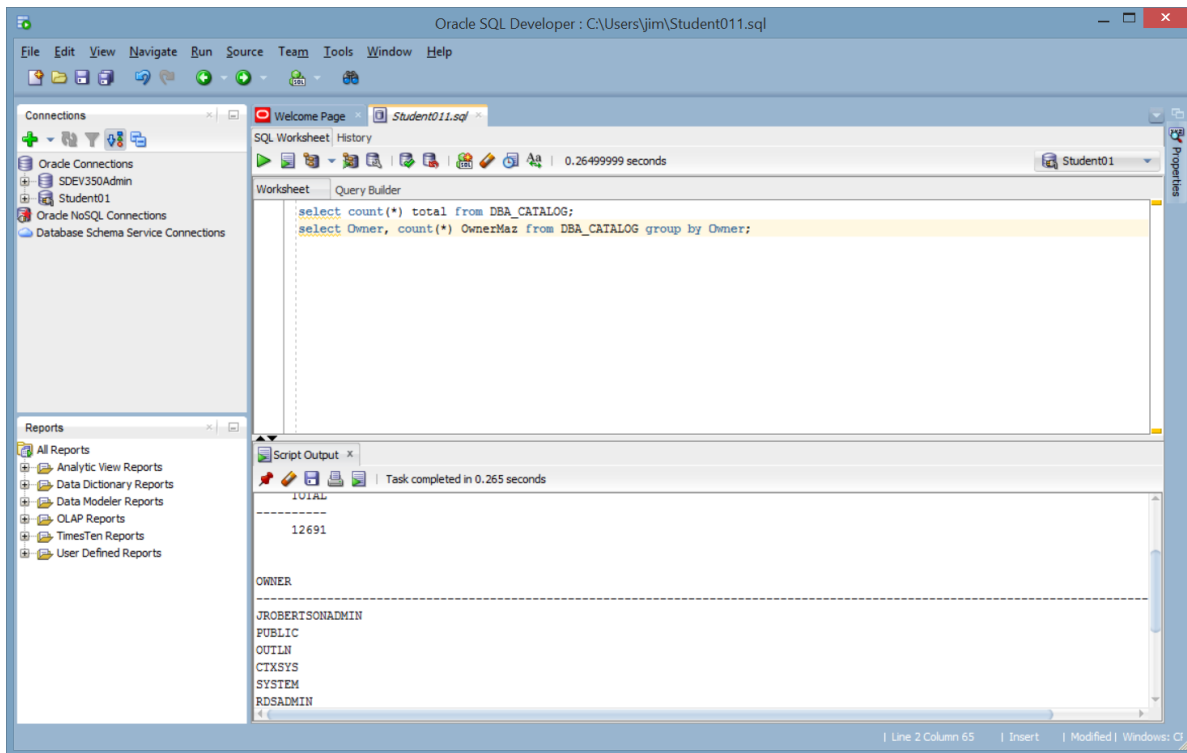 Oracle SQL Developer : C:\Users\jim\Student011.sql
File Edit View Navigate Run Source Team Tools Window Help
Connections
Oracle Connections
SDEV350Admin
Student01
Oracle NoSQL Connections
Database Schema Service Connections
Reports
All Reports
Analytic View Reports
Data Dictionary Reports
Data Modeler Reports
OLAP Reports
TimesTen Reports
User Defined Reports
Welcome Page
Student011.sql
SQL Worksheet History
0.26499999 seconds
Student01
Worksheet Query Builder
select count(*) total from DBA_CATALOG;
select Owner, count(*) OwnerMaz from DBA_CATALOG group by Owner;
Script Output
Task completed in 0.265 seconds
TOTAL
----------
12691
OWNER
--------------------------------------------------------------------------------------------------------------------------------
JROBERTSONADMIN
PUBLIC
OUTLN
CTXSYS
SYSTEM
RDSADMIN
Properties
| Line 2 Column 65 | Insert | Modified | Windows: C